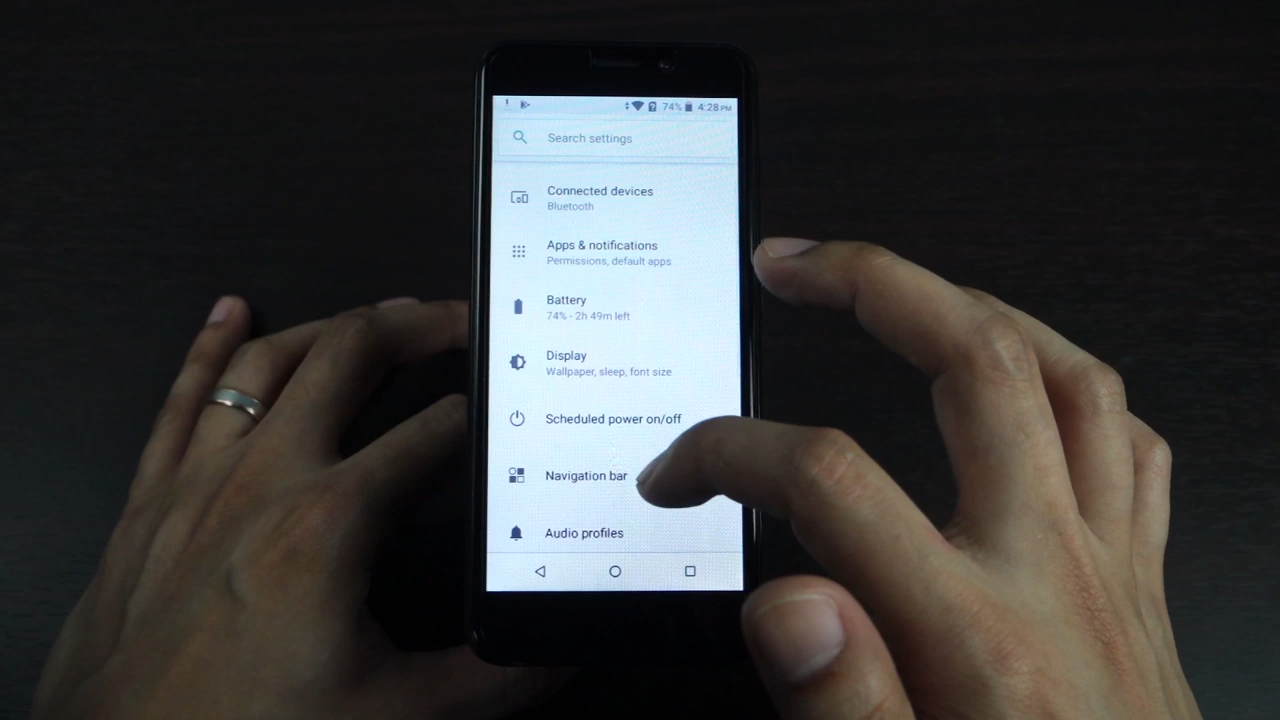 74% 4:28 PM
Search settings
Connected devices
Bluetooth
Apps & notifications
Permissions, default apps
Battery
74% - 2h 49m left
Display
Wallpaper, sleep, font size
Scheduled power on/off
Navigation bar
Audio profiles